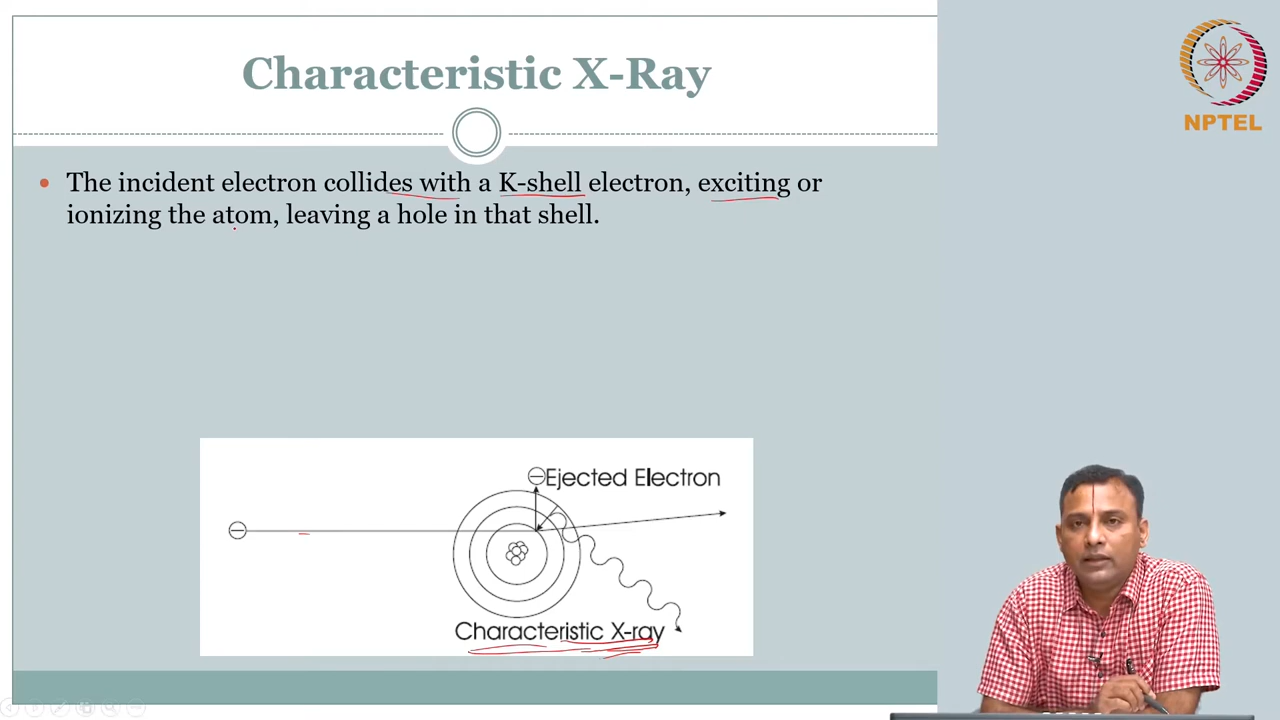 Characteristic X-Ray
NPTEL
• The incident electron collides with a K-shell electron, exciting or
ionizing the atom, leaving a hole in that shell.
Ejected Electron
Characteristic X-ray